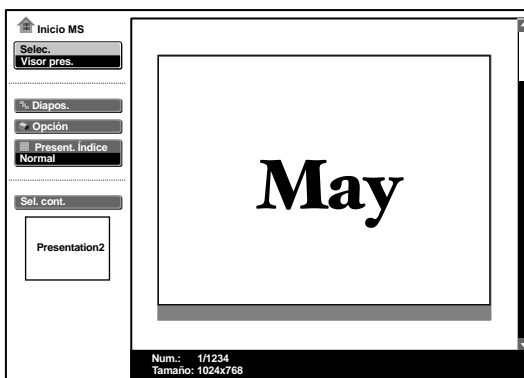 Inicio MS
Selec.
Visor pres.
Diapos.
Opción
Present. Índice
Normal
Sel. cont.
Presentation2
May
Num.: 1/1234
Tamaño: 1024x768